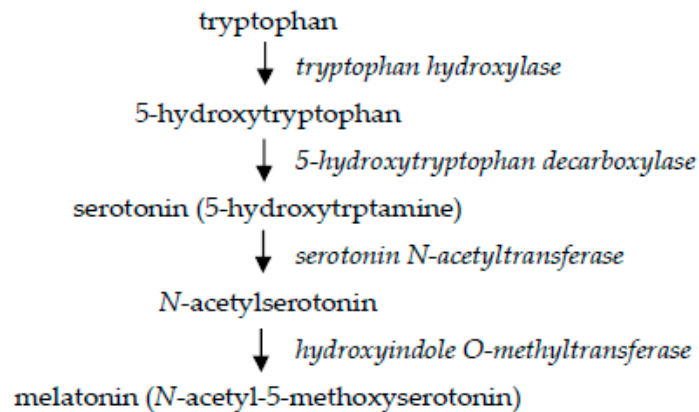 tryptophan
tryptophan hydroxylase
5-hydroxytryptophan
5-hydroxytryptophan decarboxylase
serotonin (5-hydroxytrptamine)
serotonin N-acetyltransferase
N-acetylserotonin
hydroxyindole O-methyltransferase
melatonin (N-acetyl-5-methoxyserotonin)